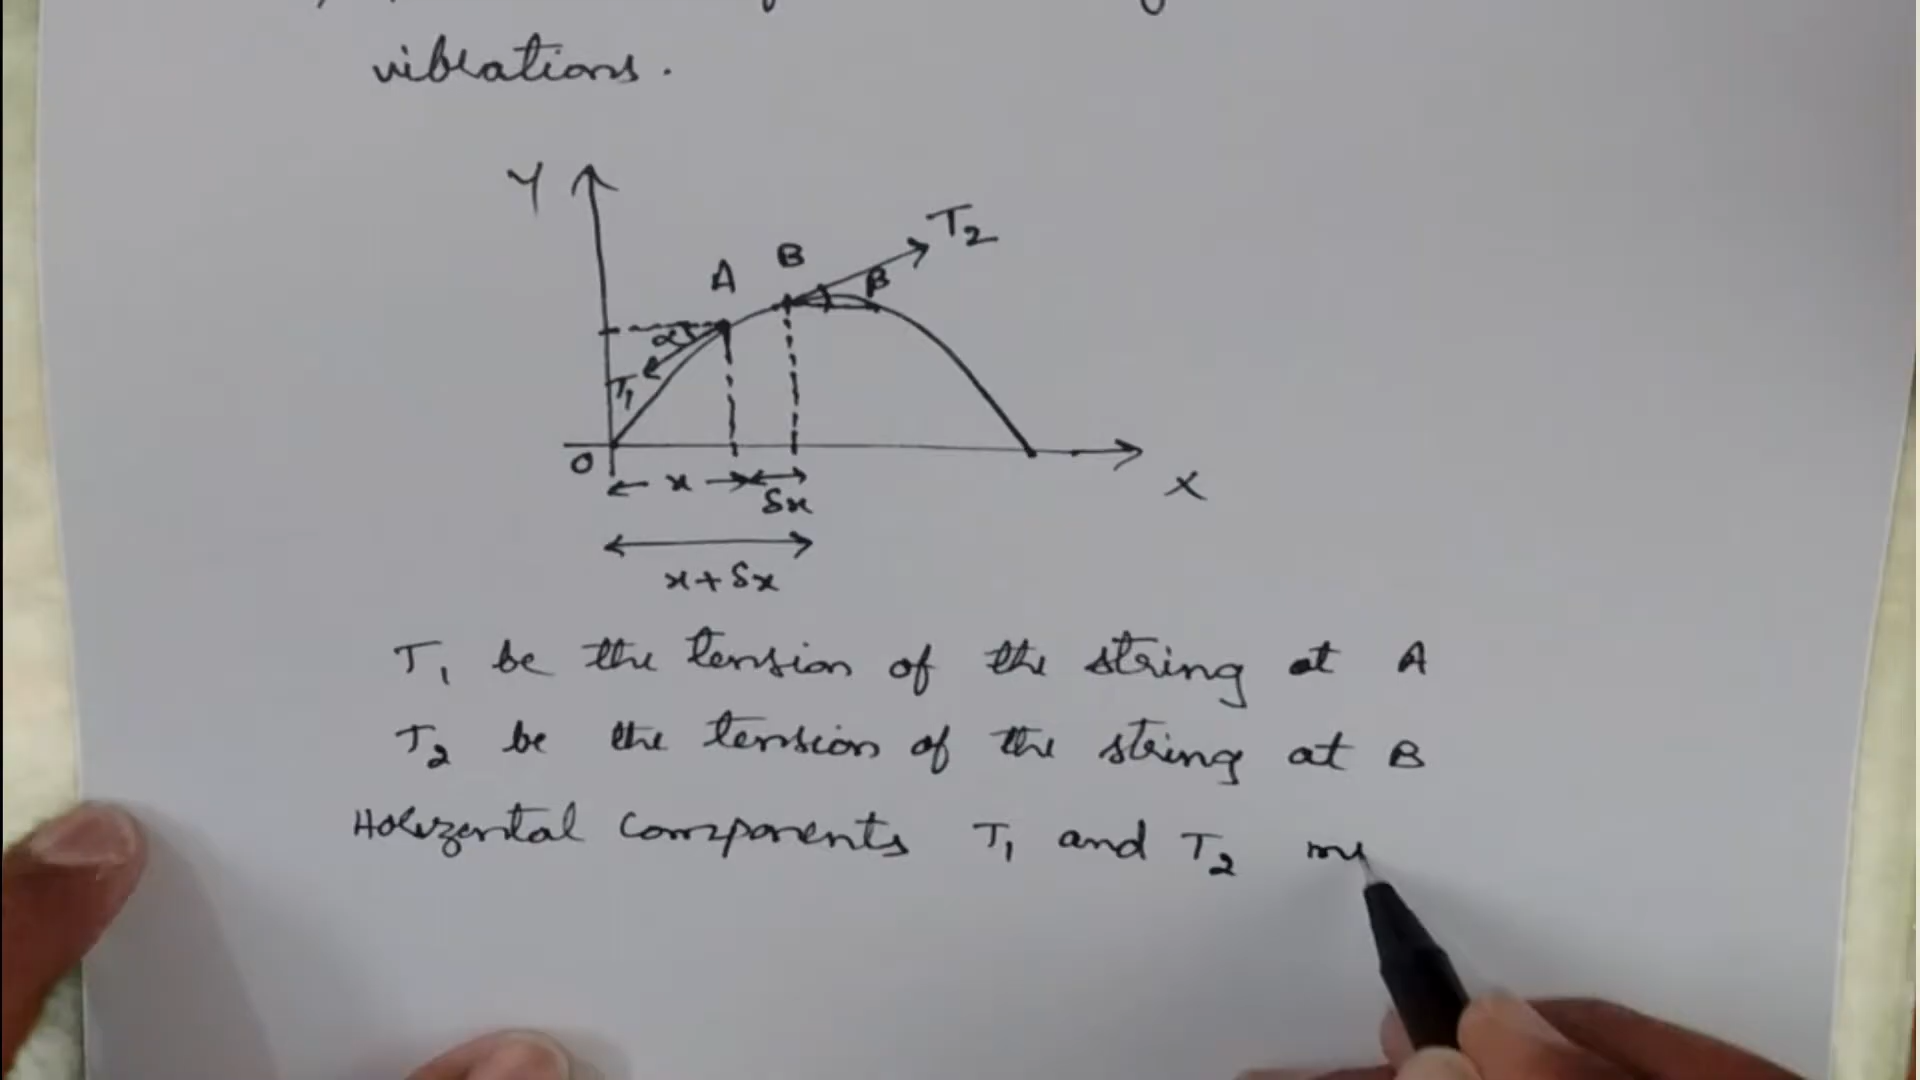 vibrations.
Y
T2
B
A
β
α
T1
O
x
δx
X
x+δx
T1 be the tension of the string at A
T2 be the tension of the string at B
Horizental components T1 and T2